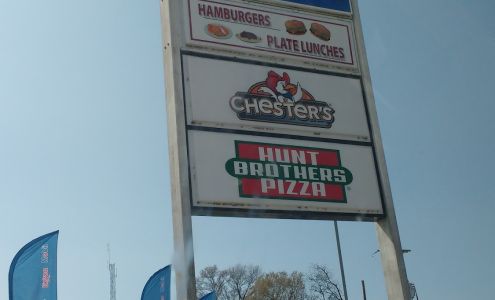 HAMBURGERS
PLATE LUNCHES
CHESTER'S
HUNT
BROTHERS
PIZZA